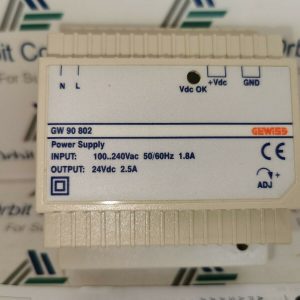 N L
Vdc OK
+Vdc
GND
GW 90 802
GEWISS
Power Supply
INPUT: 100..240Vac 50/60Hz 1.8A
OUTPUT: 24Vdc 2.5A
CE
ADJ
+